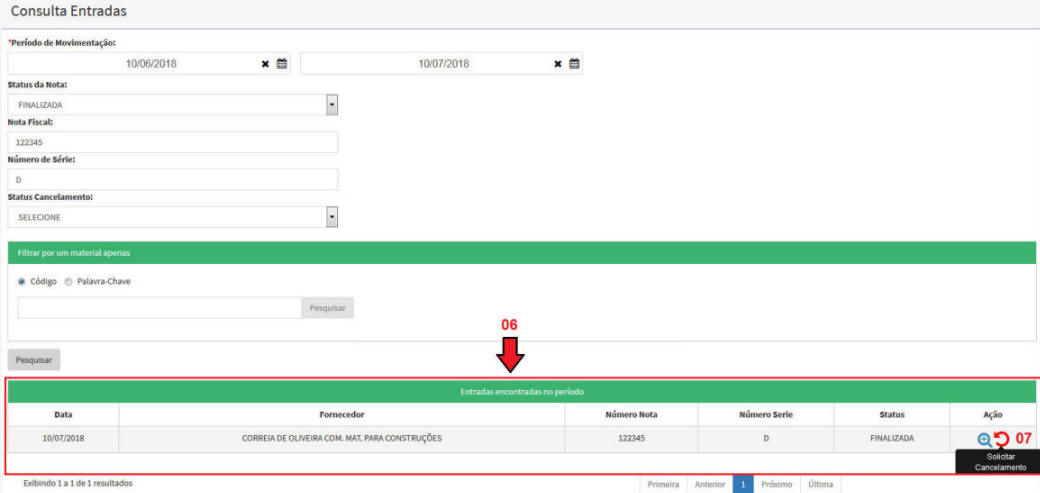 Consulta Entradas
*Período de Movimentação:
10/06/2018 10/07/2018
Status da Nota:
FINALIZADA
Nota Fiscal:
122345
Número de Série:
D
Status Cancelamento:
SELECIONE
Filtrar por um material apenas
Código Palavra-Chave
Pesquisar
06
Pesquisar
Entradas encontradas no período
Data Fornecedor Número Nota Número Serie Status Ação
10/07/2018 CORREIA DE OLIVEIRA COM. MAT. PARA CONSTRUÇÕES 122345 D FINALIZADA 07
Solicitar
Cancelamento
Exibindo 1 a 1 de 1 resultados Primeira Anterior 1 Próximo Última